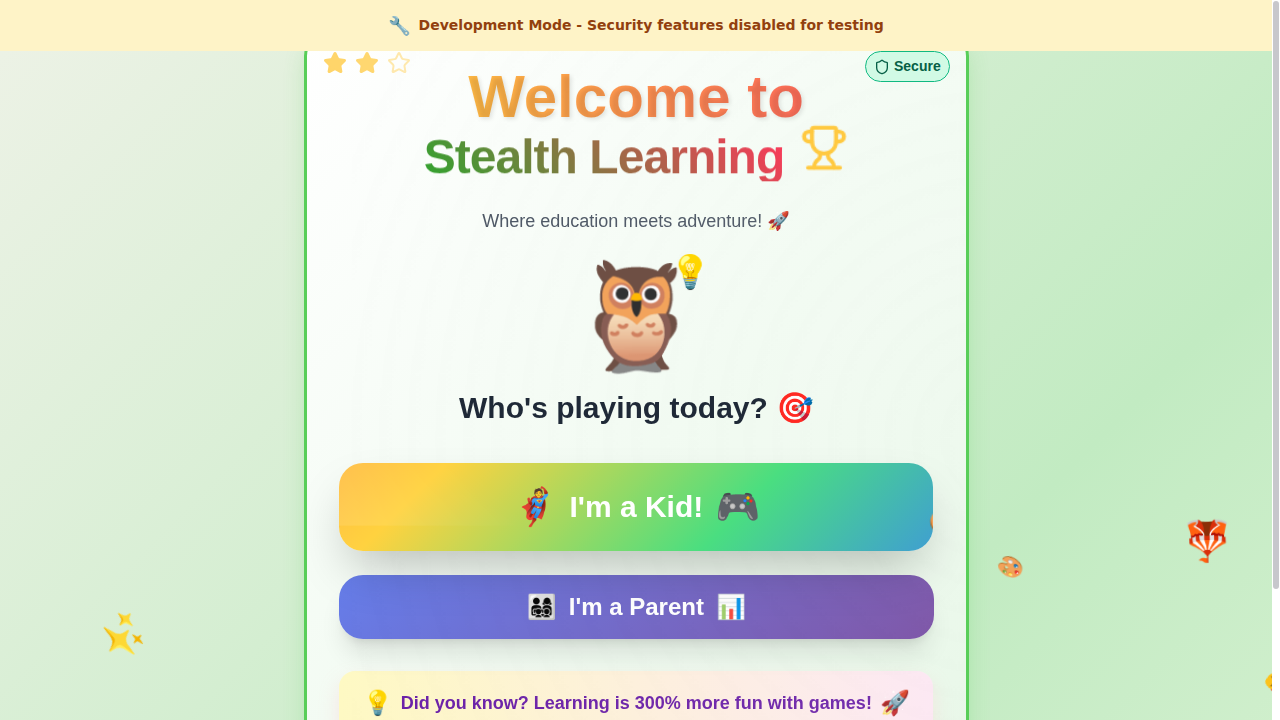 Development Mode - Security features disabled for testing
Secure
Welcome to
Stealth Learning
Where education meets adventure!
Who's playing today?
I'm a Kid!
I'm a Parent
Did you know? Learning is 300% more fun with games!